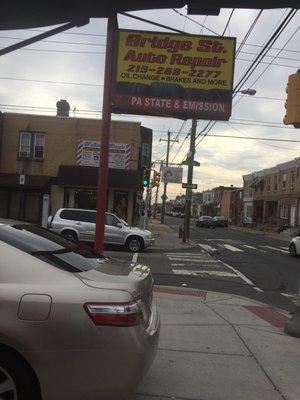 Bridge St.
Auto Repair
215-288-2277
OIL CHANGE • BRAKES AND MORE
PA STATE & EMISSION